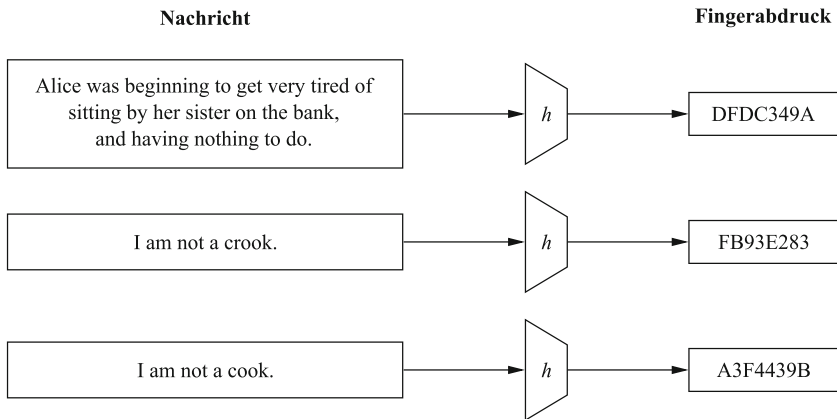 Nachricht
Fingerabdruck
Alice was beginning to get very tired of
sitting by her sister on the bank,
and having nothing to do.
h
DFDC349A
I am not a crook.
h
FB93E283
I am not a cook.
h
A3F4439B